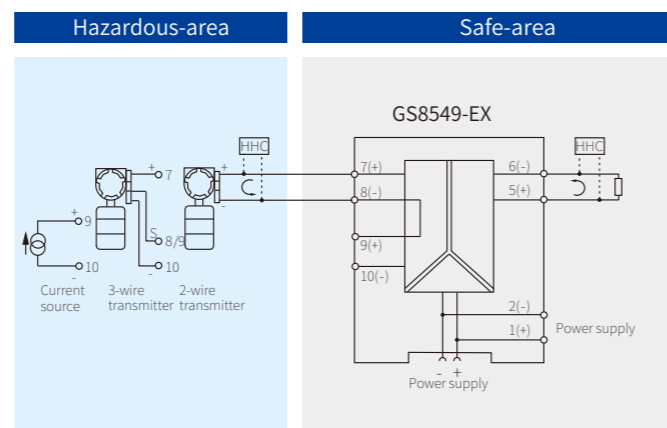 Hazardous-area
Safe-area
GS8549-EX
HHC
HHC
+
7
+
7(+)
6(-)
8(-)
5(+)
-
+
9
S
8/9
9(+)
10
-
10
-
10(-)
Current
source
3-wire
transmitter
2-wire
transmitter
2(-)
1(+)
Power supply
- +
Power supply